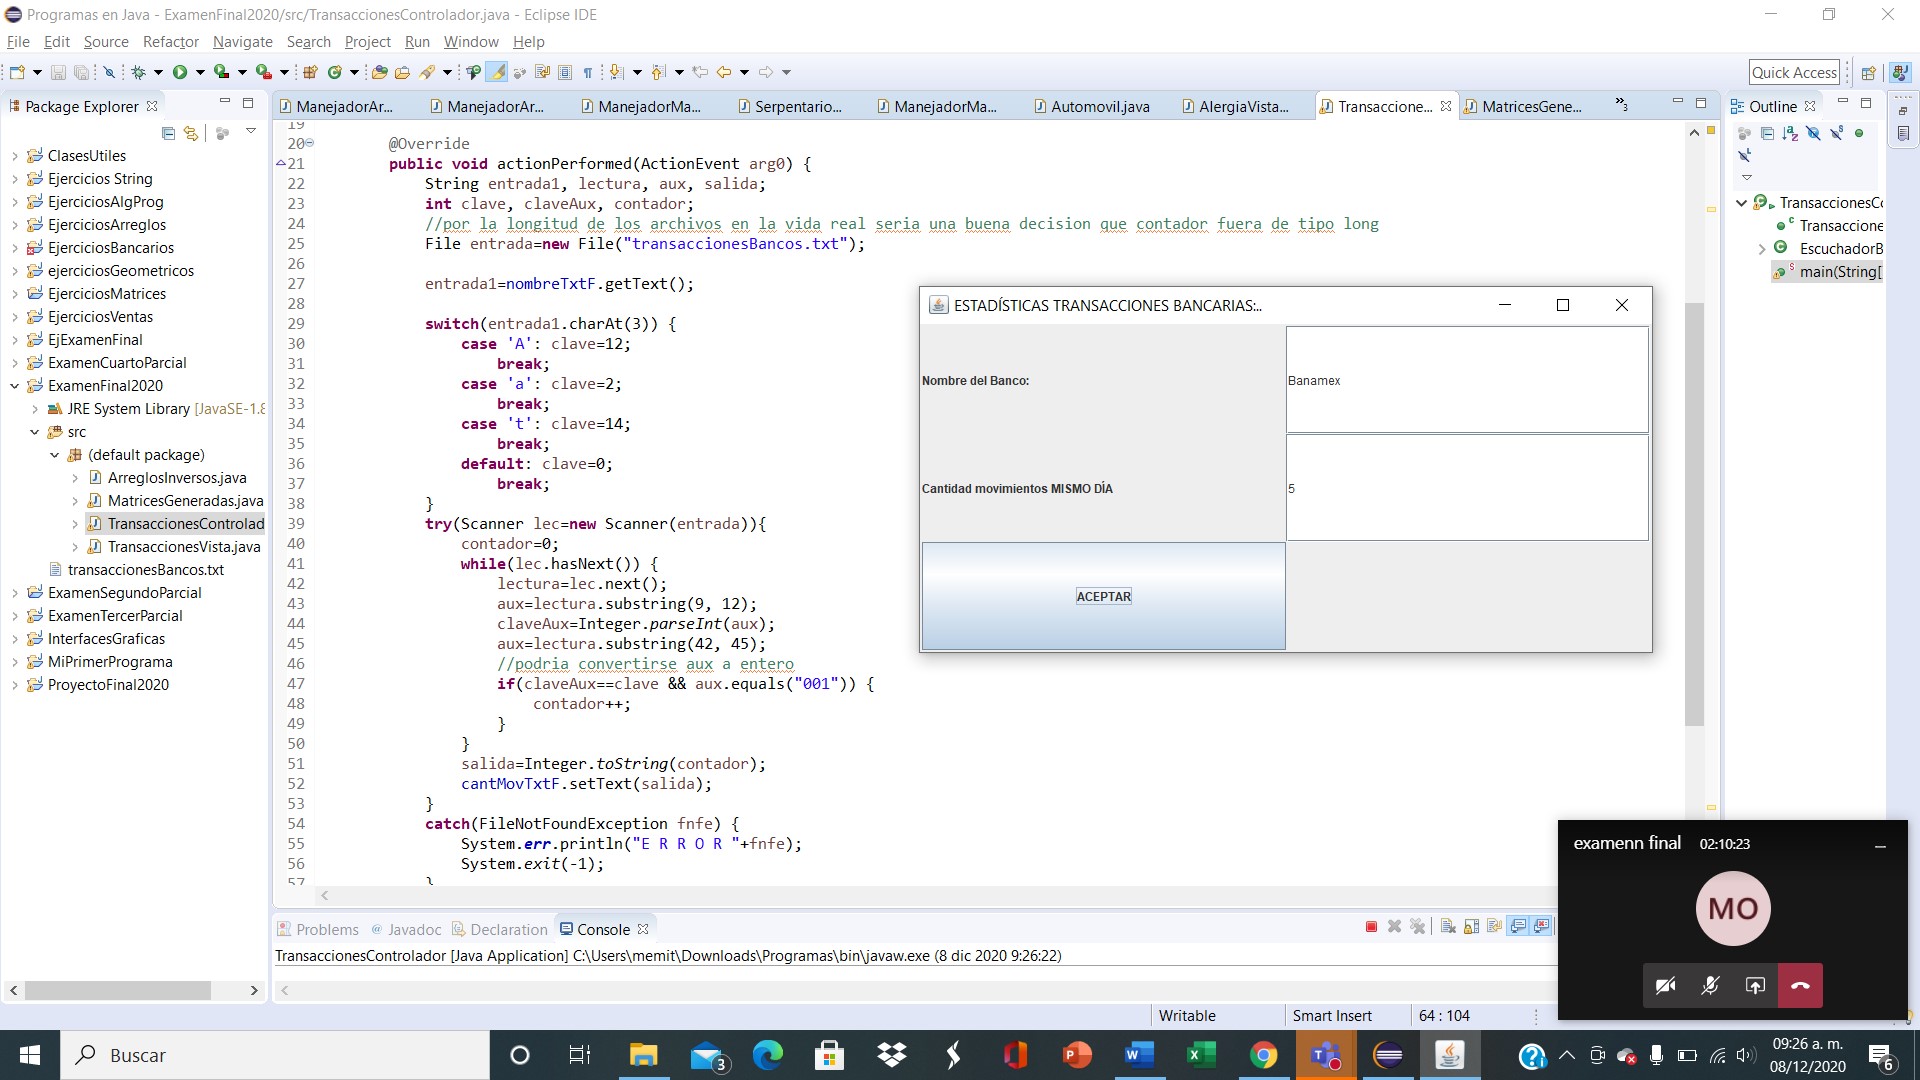 Programas en Java - ExamenFinal2020/src/TransaccionesControlador.java - Eclipse IDE
File Edit Source Refactor Navigate Search Project Run Window Help
Quick Access
Package Explorer
ManejadorAr...
ManejadorAr...
ManejadorMa...
Serpentario...
ManejadorMa...
Automovil.java
AlergiaVista...
Transaccione...
MatricesGene...
3
Outline
ClasesUtiles
Ejercicios String
EjerciciosAlgProg
EjerciciosArreglos
EjerciciosBancarios
ejerciciosGeometricos
EjerciciosMatrices
EjerciciosVentas
EjExamenFinal
ExamenCuartoParcial
ExamenFinal2020
JRE System Library [JavaSE-1.8
src
(default package)
ArreglosInversos.java
MatricesGeneradas.java
TransaccionesControlad
TransaccionesVista.java
transaccionesBancos.txt
ExamenSegundoParcial
ExamenTercerParcial
InterfacesGraficas
MiPrimerPrograma
ProyectoFinal2020
19
20 @Override
21 public void actionPerformed(ActionEvent arg0) {
22 String entrada1, lectura, aux, salida;
23 int clave, claveAux, contador;
24 //por la longitud de los archivos en la vida real seria una buena decision que contador fuera de tipo long
25 File entrada=new File("transaccionesBancos.txt");
26
27 entrada1=nombreTxtF.getText();
28
29 switch(entrada1.charAt(3)) {
30 case 'A': clave=12;
31 break;
32 case 'a': clave=2;
33 break;
34 case 't': clave=14;
35 break;
36 default: clave=0;
37 break;
38 }
39 try(Scanner lec=new Scanner(entrada)){
40 contador=0;
41 while(lec.hasNext()) {
42 lectura=lec.next();
43 aux=lectura.substring(9, 12);
44 claveAux=Integer.parseInt(aux);
45 aux=lectura.substring(42, 45);
46 //podria convertirse aux a entero
47 if(claveAux==clave && aux.equals("001")) {
48 contador++;
49 }
50 }
51 salida=Integer.toString(contador);
52 cantMovTxtF.setText(salida);
53 }
54 catch(FileNotFoundException fnfe) {
55 System.err.println("E R R O R "+fnfe);
56 System.exit(-1);
57 }
ESTADÍSTICAS TRANSACCIONES BANCARIAS:..
Nombre del Banco:
Banamex
Cantidad movimientos MISMO DÍA
5
ACEPTAR
TransaccionesCo
Transaccione
EscuchadorB
main(String[
Problems Javadoc Declaration Console
TransaccionesControlador [Java Application] C:\Users\memit\Downloads\Programas\bin\javaw.exe (8 dic 2020 9:26:22)
examenn final 02:10:23
MO
Writable Smart Insert 64 : 104
Buscar
3
09:26 a. m.
08/12/2020
6